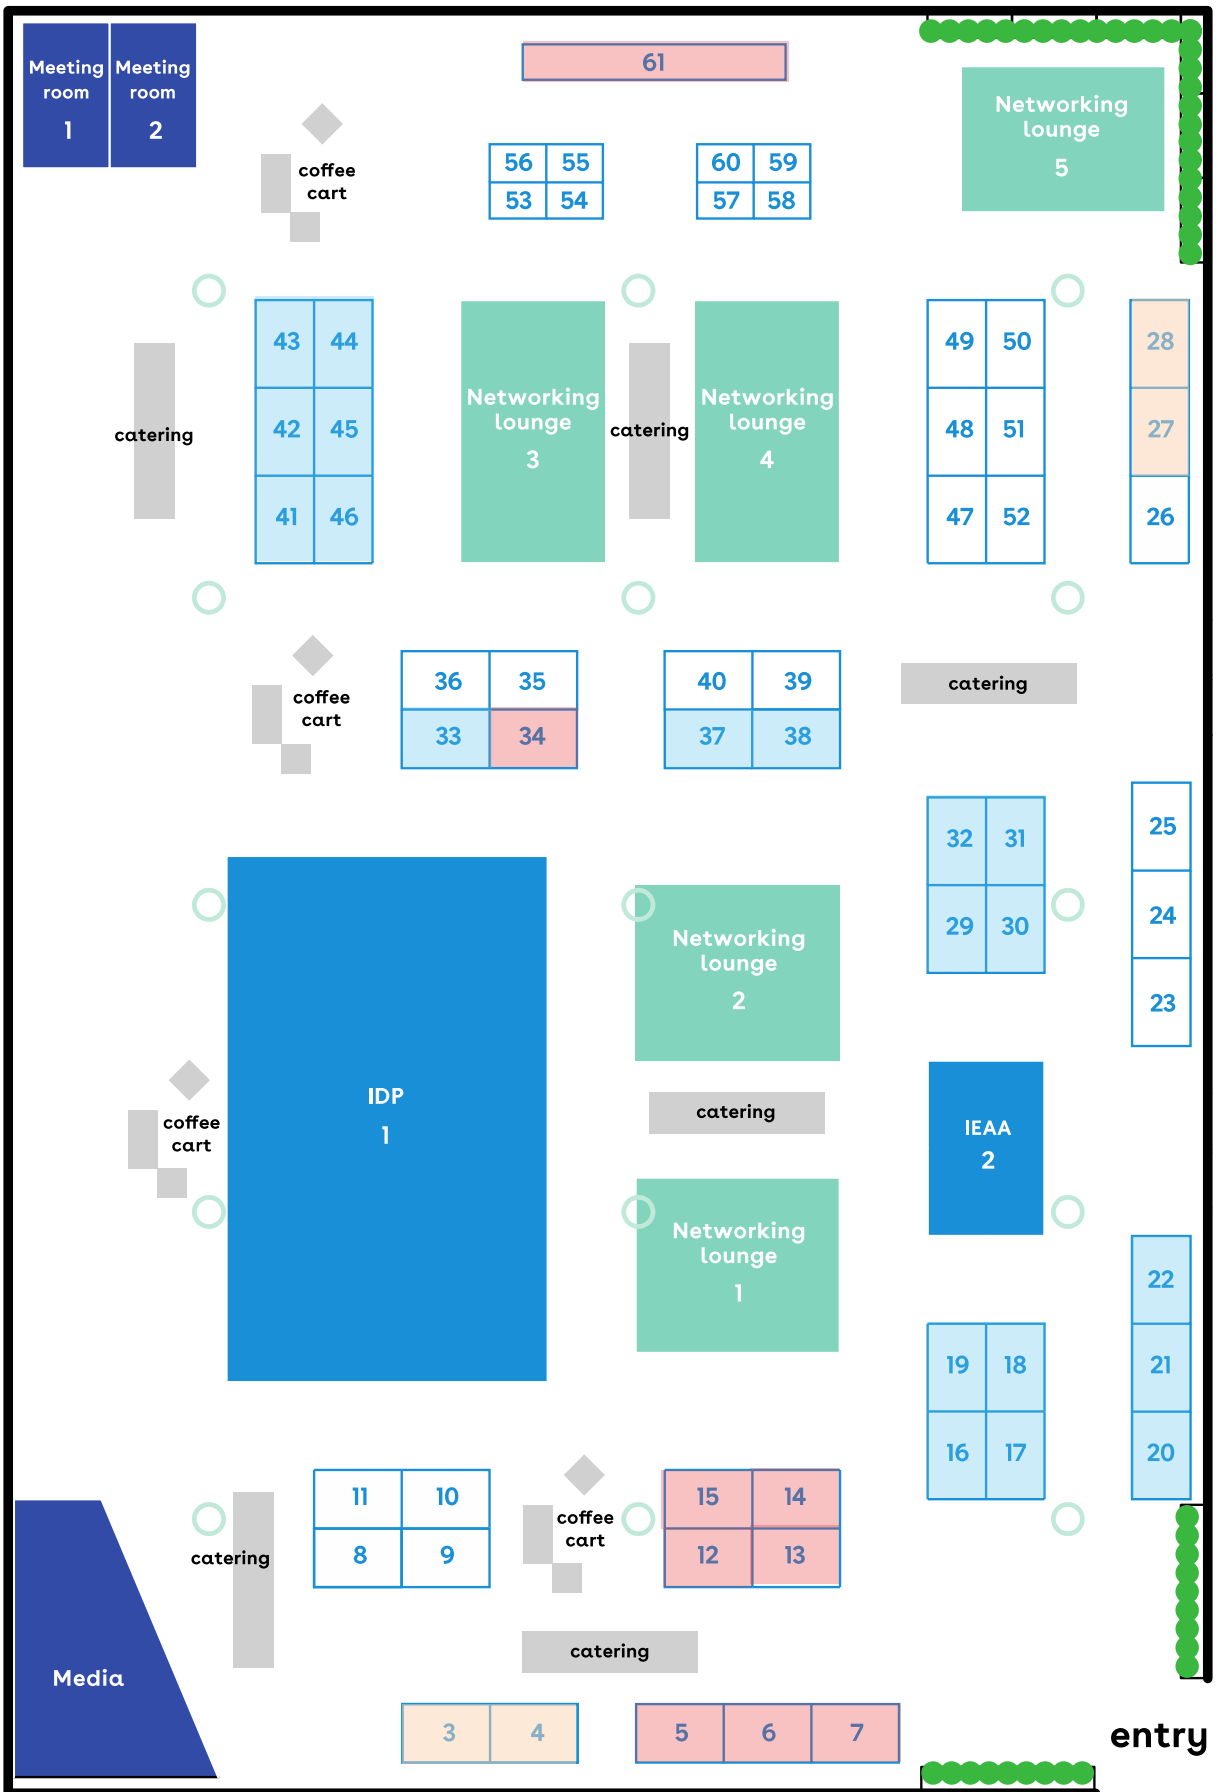 Meeting
room
1
Meeting
room
2
61
Networking
lounge
5
coffee
cart
56 55
53 54
60 59
57 58
43 44
42 45
41 46
catering
Networking
lounge
3
catering
Networking
lounge
4
49 50
48 51
47 52
28
27
26
coffee
cart
36 35
33 34
40 39
37 38
catering
32 31
29 30
25
24
23
Networking
lounge
2
IDP
1
coffee
cart
catering
IEAA
2
Networking
lounge
1
22
21
20
19 18
16 17
11 10
8 9
catering
coffee
cart
15 14
12 13
catering
Media
3 4
5 6 7
entry